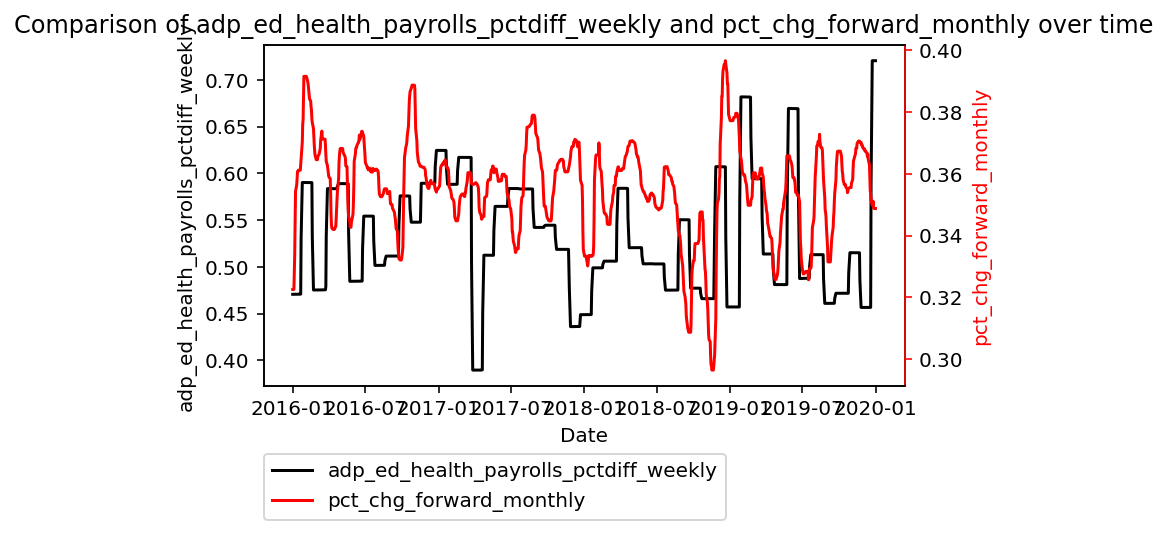 Comparison of adp_ed_health_payrolls_pctdiff_weekly and pct_chg_forward_monthly over time
adp_ed_health_payrolls_pctdiff_weekly
0.70
0.65
0.60
0.55
0.50
0.45
0.40
0.40
0.38
0.36
0.34
0.32
0.30
pct_chg_forward_monthly
2016-01 2016-07 2017-01 2017-07 2018-01 2018-07 2019-01 2019-07 2020-01
Date
adp_ed_health_payrolls_pctdiff_weekly
pct_chg_forward_monthly